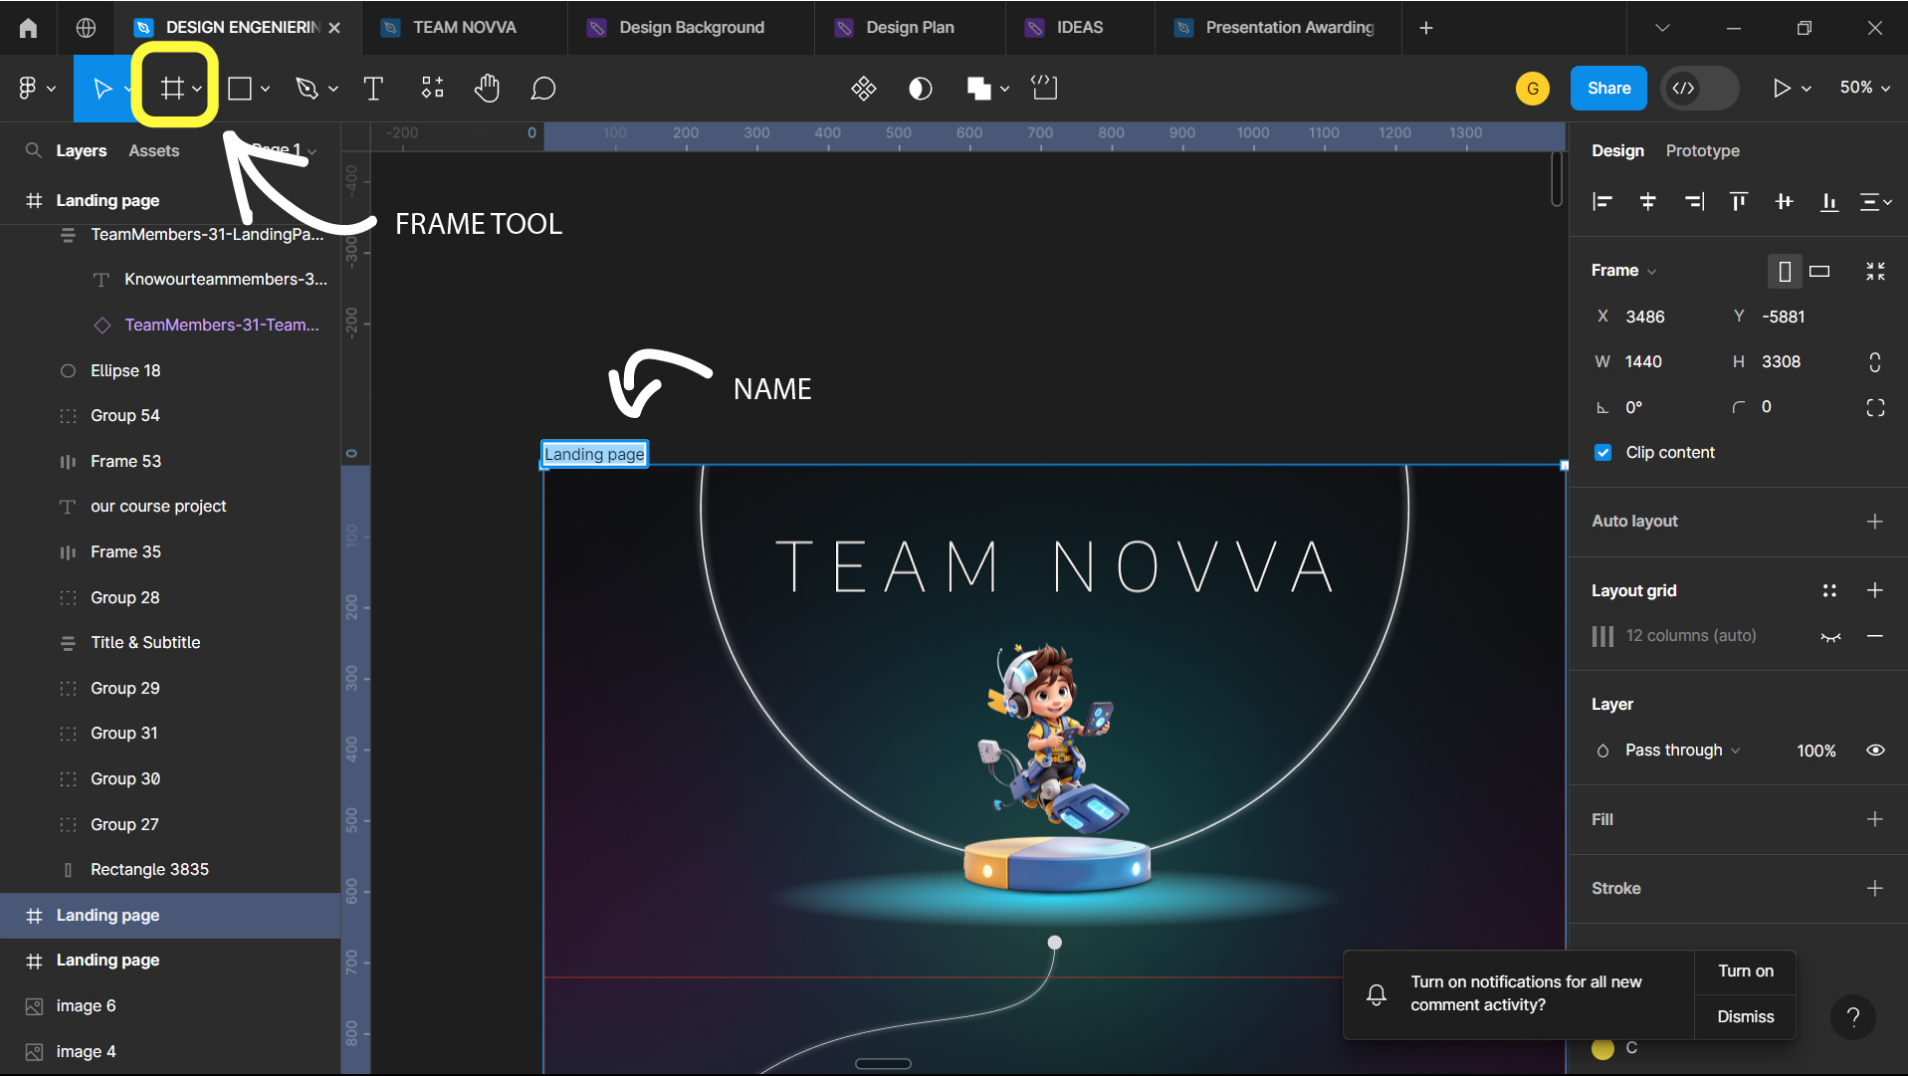 DESIGN ENGENIERIN
TEAM NOVVA
Design Background
Design Plan
IDEAS
Presentation Awarding
G
Share
50%
Layers
Assets
Page 1
-200
0
100
200
300
400
500
600
700
800
900
1000
1100
1200
1300
Design
Prototype
Landing page
FRAME TOOL
TeamMembers-31-LandingPa...
Knowourteammembers-3...
TeamMembers-31-Team...
Ellipse 18
Group 54
Frame 53
our course project
Frame 35
Group 28
Title & Subtitle
Group 29
Group 31
Group 30
Group 27
Rectangle 3835
Landing page
Landing page
image 6
image 4
-400
-300
-200
0
100
200
300
400
500
600
700
800
NAME
Landing page
TEAM NOVVA
Frame
X 3486 Y -5881
W 1440 H 3308
0° 0
Clip content
Auto layout
Layout grid
12 columns (auto)
Layer
Pass through 100%
Fill
Stroke
Turn on notifications for all new
comment activity?
Turn on
Dismiss
?
C